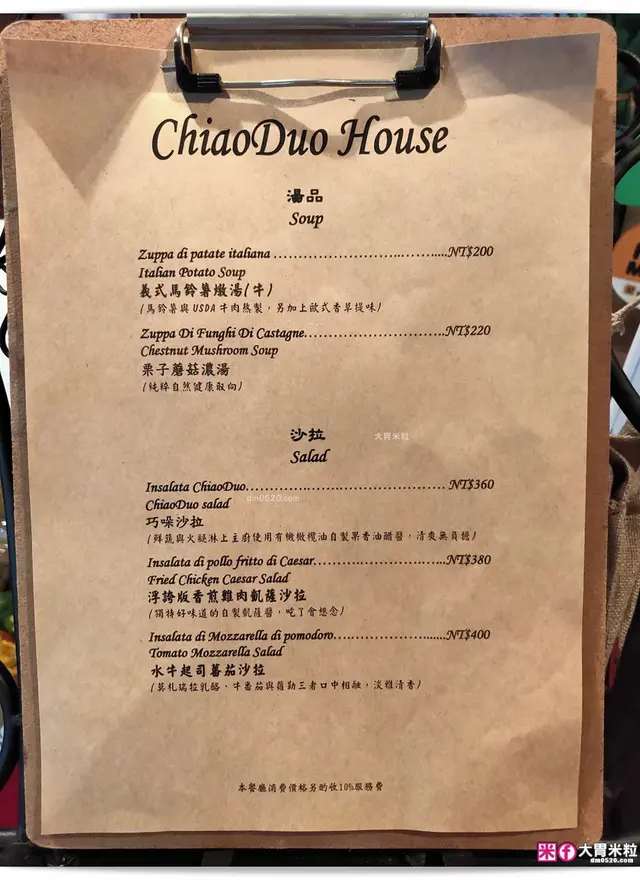 ChiaoDuo House
湯品
Soup
Zuppa di patate italiana ..............................NT$200
Italian Potato Soup
義式馬鈴薯燉湯(牛)
(馬鈴薯與USDA牛肉熬製，另加上歐式香草提味)
Zuppa Di Funghi Di Castagne..............................NT$220
Chestnut Mushroom Soup
栗子蘑菇濃湯
(純粹自然健康取向)
沙拉
大胃米粒
Salad
Insalata ChiaoDuo.......................................... NT$360
dm0520.com
ChiaoDuo salad
巧哚沙拉
(鮮蔬與火腿淋上主廚使用有機橄欖油自製果香油醋醬，清爽無負擔)
Insalata di pollo fritto di Caesar..............................NT$380
Fried Chicken Caesar Salad
浮誇版香煎雞肉凱薩沙拉
(獨特好味道的自製凱薩醬，吃了會想念)
Insalata di Mozzarella di pomodoro........................NT$400
Tomato Mozzarella Salad
水牛起司蕃茄沙拉
(莫札瑞拉乳酪、牛番茄與蘿勒三者口中相融，淡雅清香)
本餐廳消費價格另酌收10%服務費
米 f 大胃米粒
dm0520.com